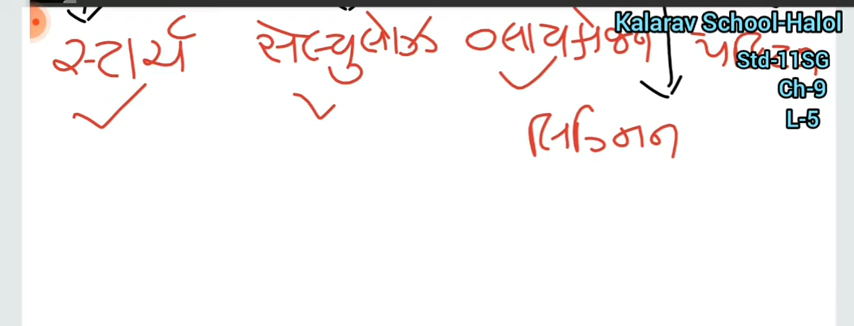 સ્ટાર્ચ સેલ્યુલોઝ ગ્લાયકોજન
લિગ્નિન
Kalarav School-Halol
Std-11SG
Ch-9
L-5